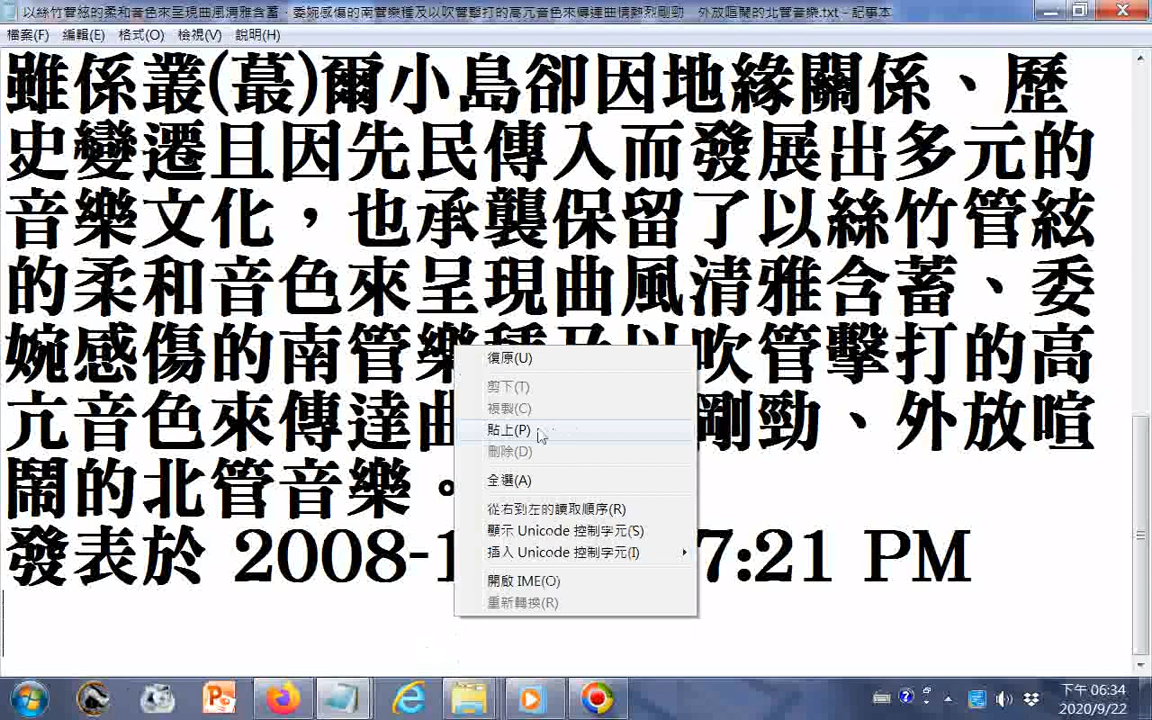 以絲竹管絃的柔和音色來呈現曲風清雅含蓄、委婉感傷的南管樂種及以吹管擊打的高亢音色來傳達曲情熱烈剛勁　外放喧鬧的北管音樂.txt - 記事本
檔案(F) 編輯(E) 格式(O) 檢視(V) 說明(H)
雖係叢(蕞)爾小島卻因地緣關係、歷
史變遷且因先民傳入而發展出多元的
音樂文化，也承襲保留了以絲竹管絃
的柔和音色來呈現曲風清雅含蓄、委
婉感傷的南管樂種及以吹管擊打的高
亢音色來傳達曲 剛勁、外放喧
鬧的北管音樂。
發表於 2008-1 7:21 PM
復原(U)
剪下(T)
複製(C)
貼上(P)
刪除(D)
全選(A)
從右到左的讀取順序(R)
顯示 Unicode 控制字元(S)
插入 Unicode 控制字元(I)
開啟 IME(O)
重新轉換(R)
下午 06:34
2020/9/22